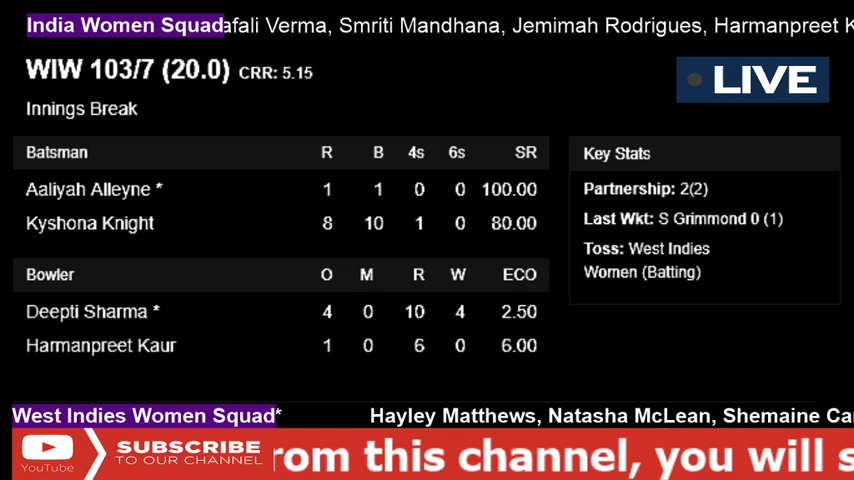 India Women Squad afali Verma, Smriti Mandhana, Jemimah Rodrigues, Harmanpreet K
WIW 103/7 (20.0) CRR: 5.15
LIVE
Innings Break
Batsman R B 4s 6s SR
Aaliyah Alleyne * 1 1 0 0 100.00
Kyshona Knight 8 10 1 0 80.00
Bowler O M R W ECO
Deepti Sharma * 4 0 10 4 2.50
Harmanpreet Kaur 1 0 6 0 6.00
Key Stats
Partnership: 2(2)
Last Wkt: S Grimmond 0 (1)
Toss: West Indies
Women (Batting)
West Indies Women Squad* Hayley Matthews, Natasha McLean, Shemaine Ca
YouTube
SUBSCRIBE
TO OUR CHANNEL
rom this channel, you will s